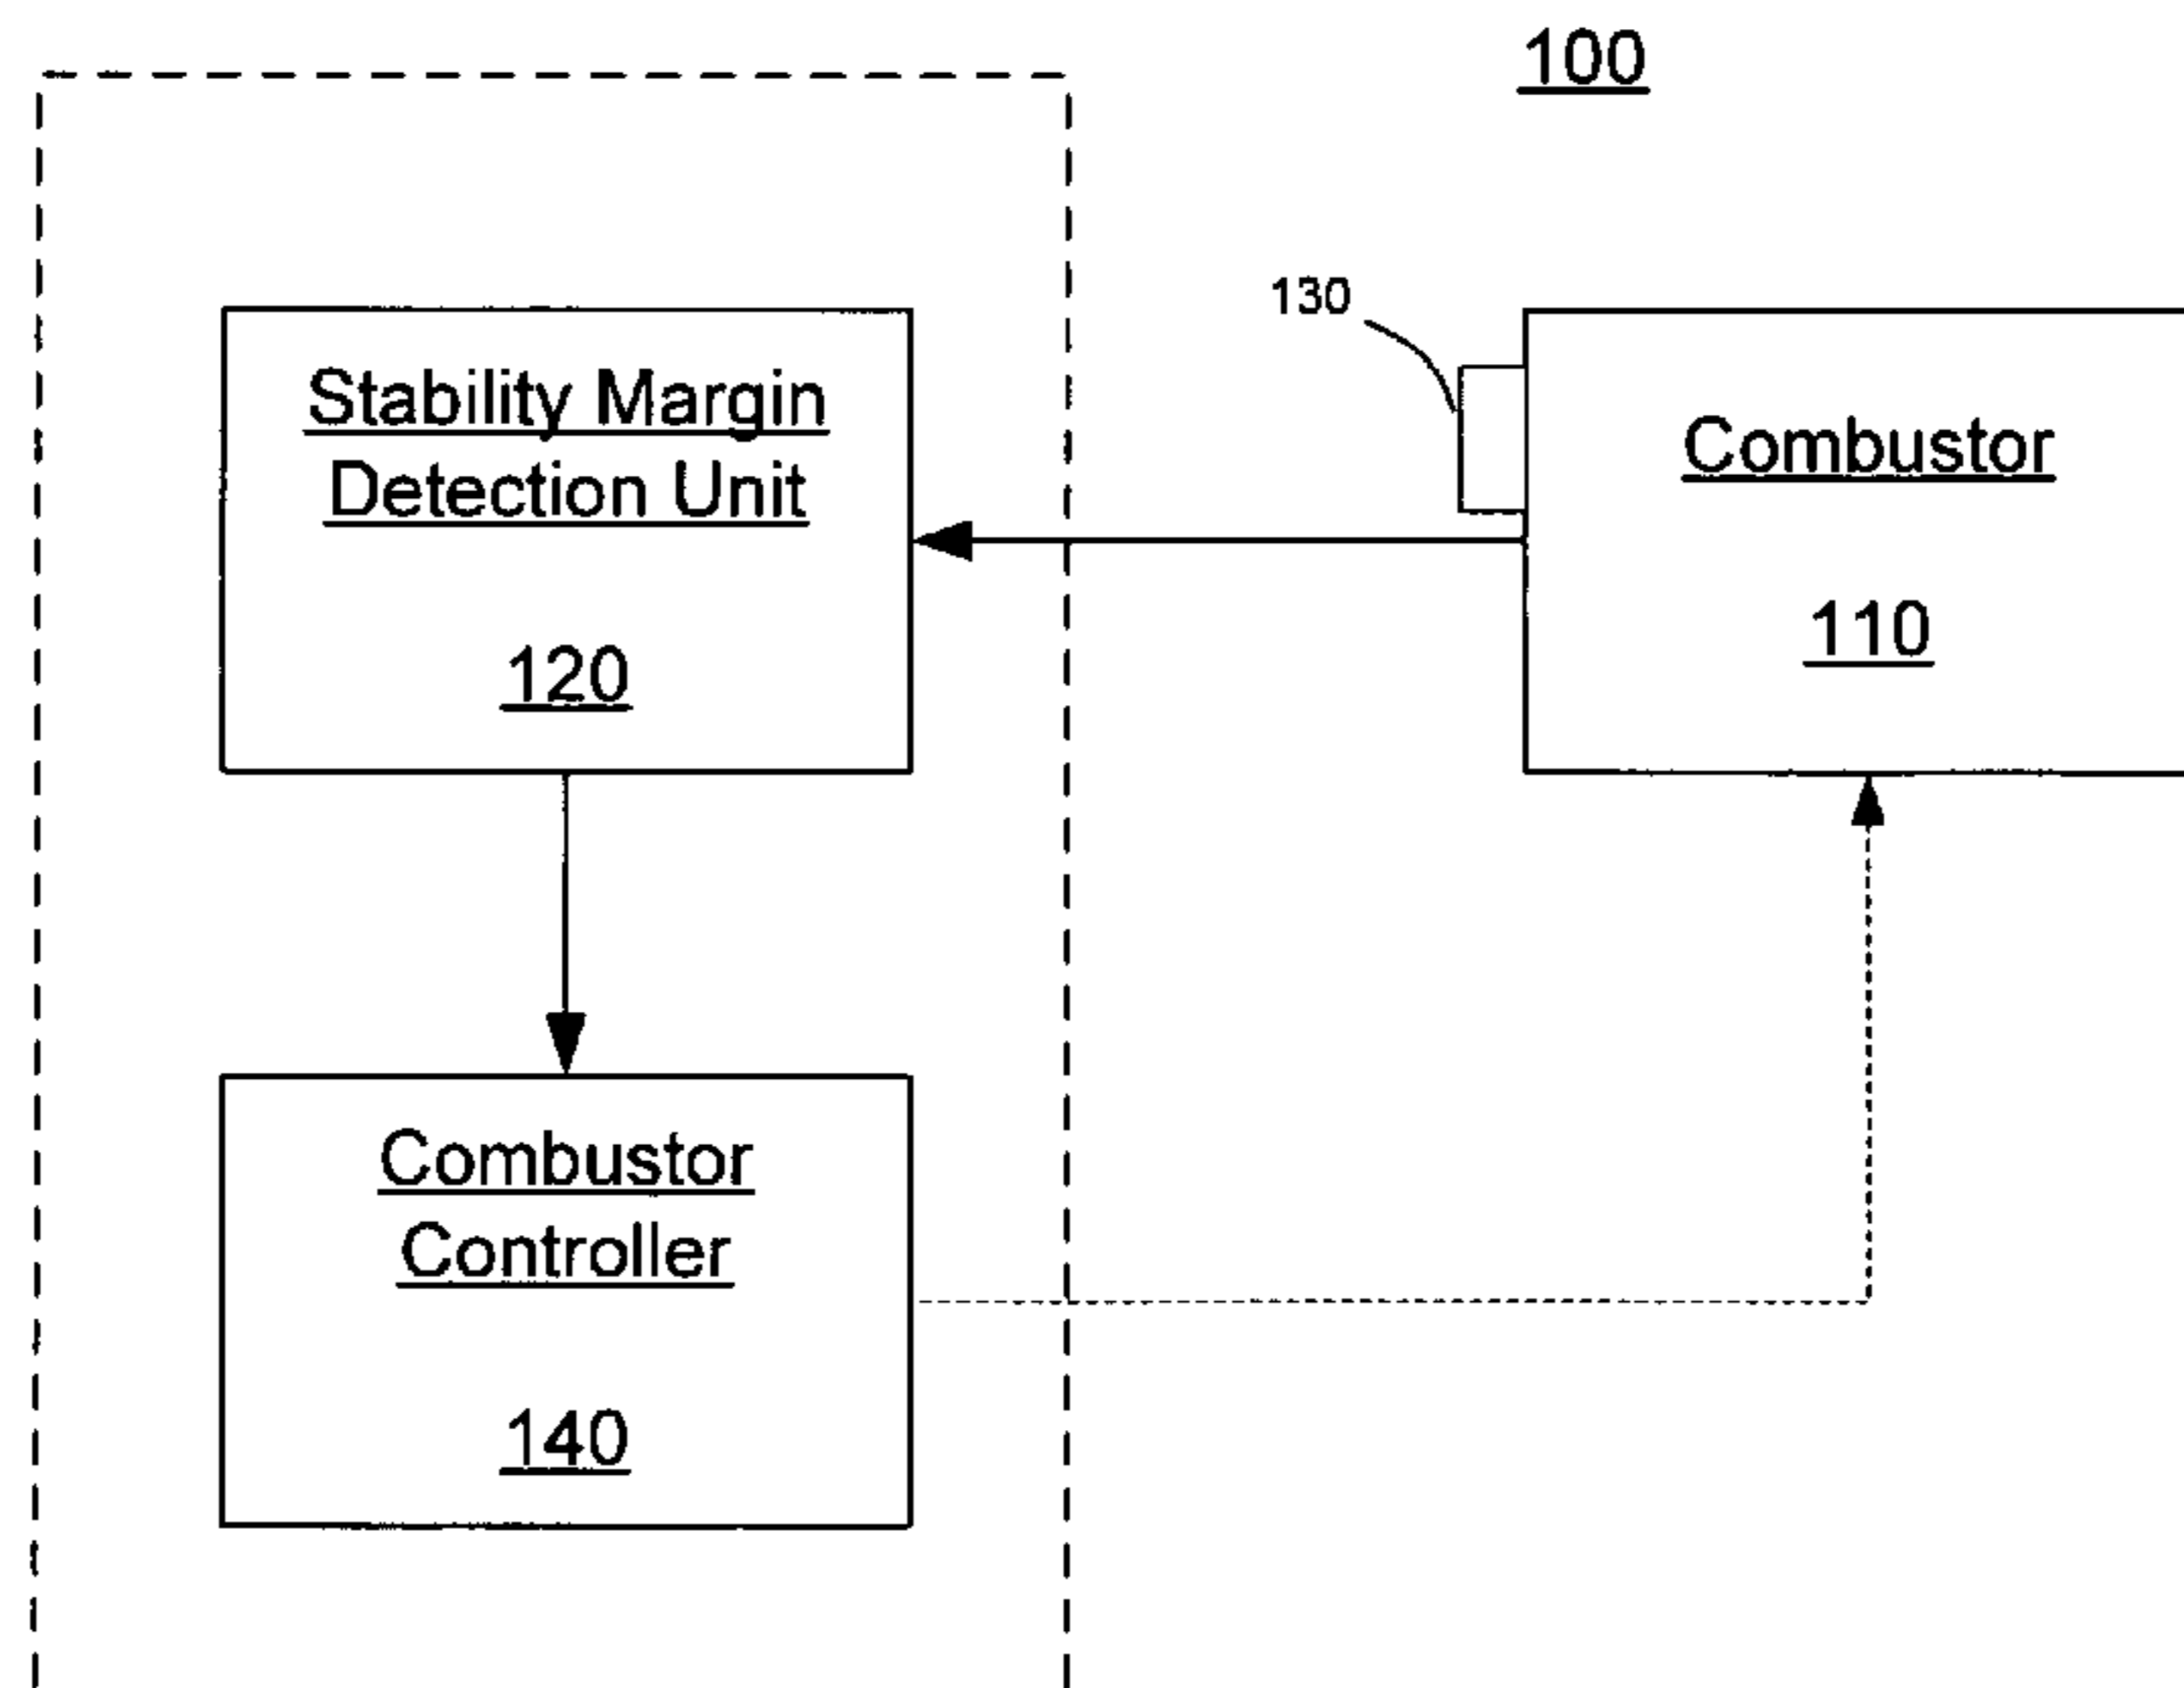 100
130
Stability Margin
Detection Unit
120
Combustor
110
Combustor
Controller
140